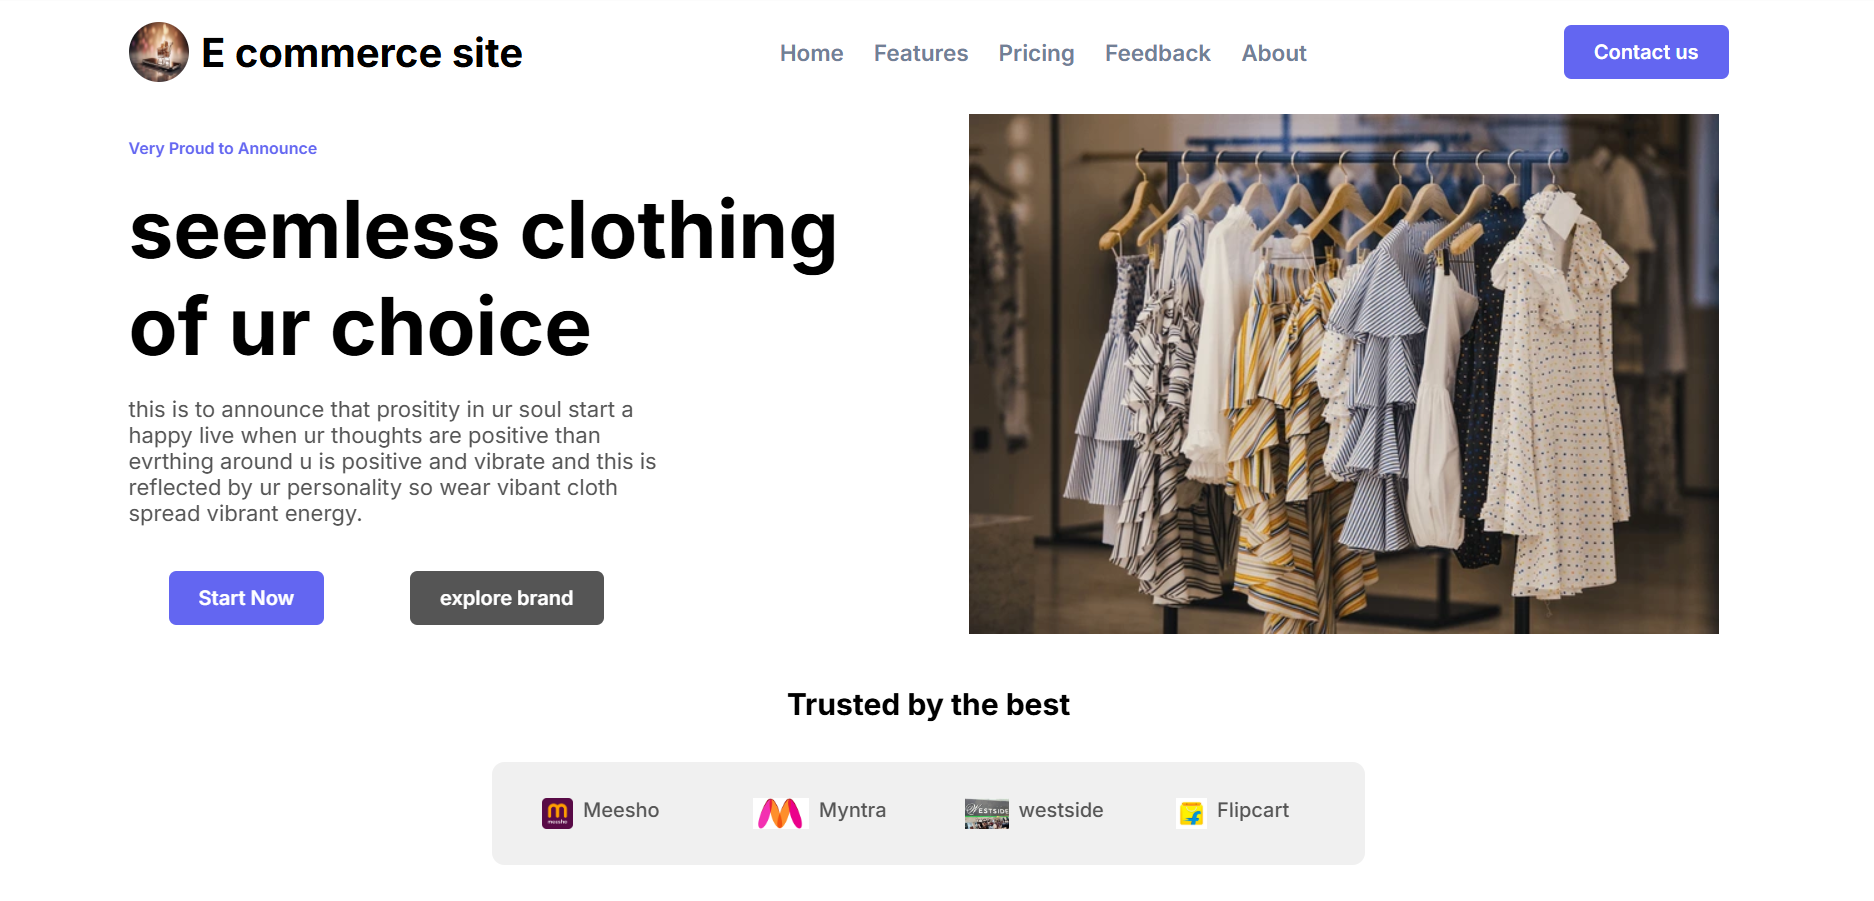 E commerce site
Home Features Pricing Feedback About
Contact us
Very Proud to Announce
seemless clothing
of ur choice
this is to announce that prositity in ur soul start a
happy live when ur thoughts are positive than
evrthing around u is positive and vibrate and this is
reflected by ur personality so wear vibant cloth
spread vibrant energy.
Start Now
explore brand
Trusted by the best
meesho
Meesho
Myntra
WESTSIDE
westside
Flipcart